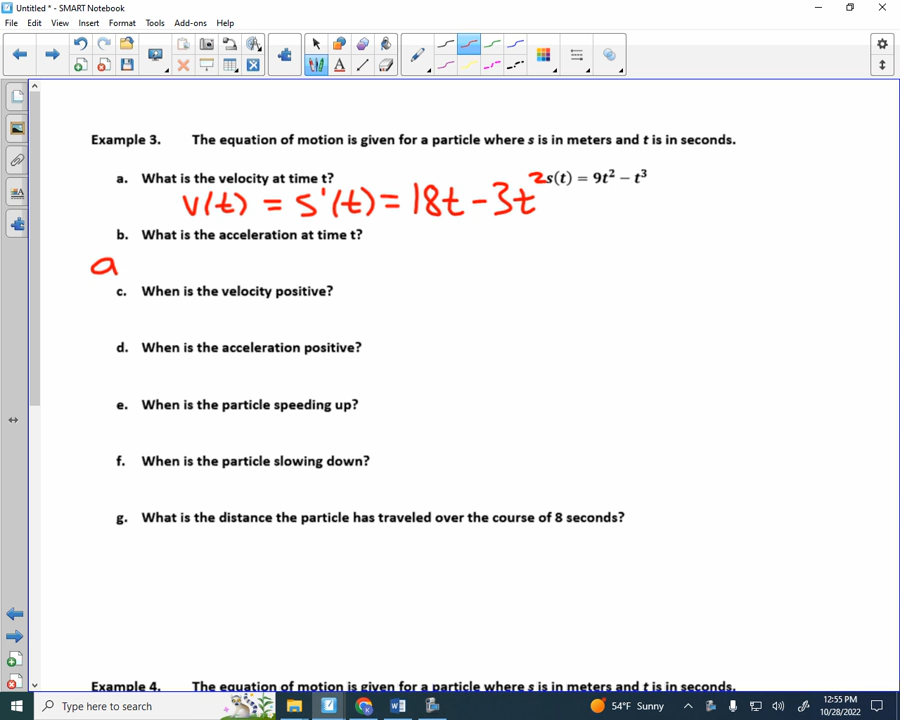 Untitled * - SMART Notebook
File Edit View Insert Format Tools Add-ons Help
Example 3. The equation of motion is given for a particle where s is in meters and t is in seconds.
a. What is the velocity at time t? s(t) = 9t² − t³
v(t) = s'(t) = 18t − 3t²
b. What is the acceleration at time t?
a
c. When is the velocity positive?
d. When is the acceleration positive?
e. When is the particle speeding up?
f. When is the particle slowing down?
g. What is the distance the particle has traveled over the course of 8 seconds?
Example 4. The equation of motion is given for a particle where s is in meters and t is in seconds.
Type here to search
54°F Sunny
12:55 PM
10/28/2022